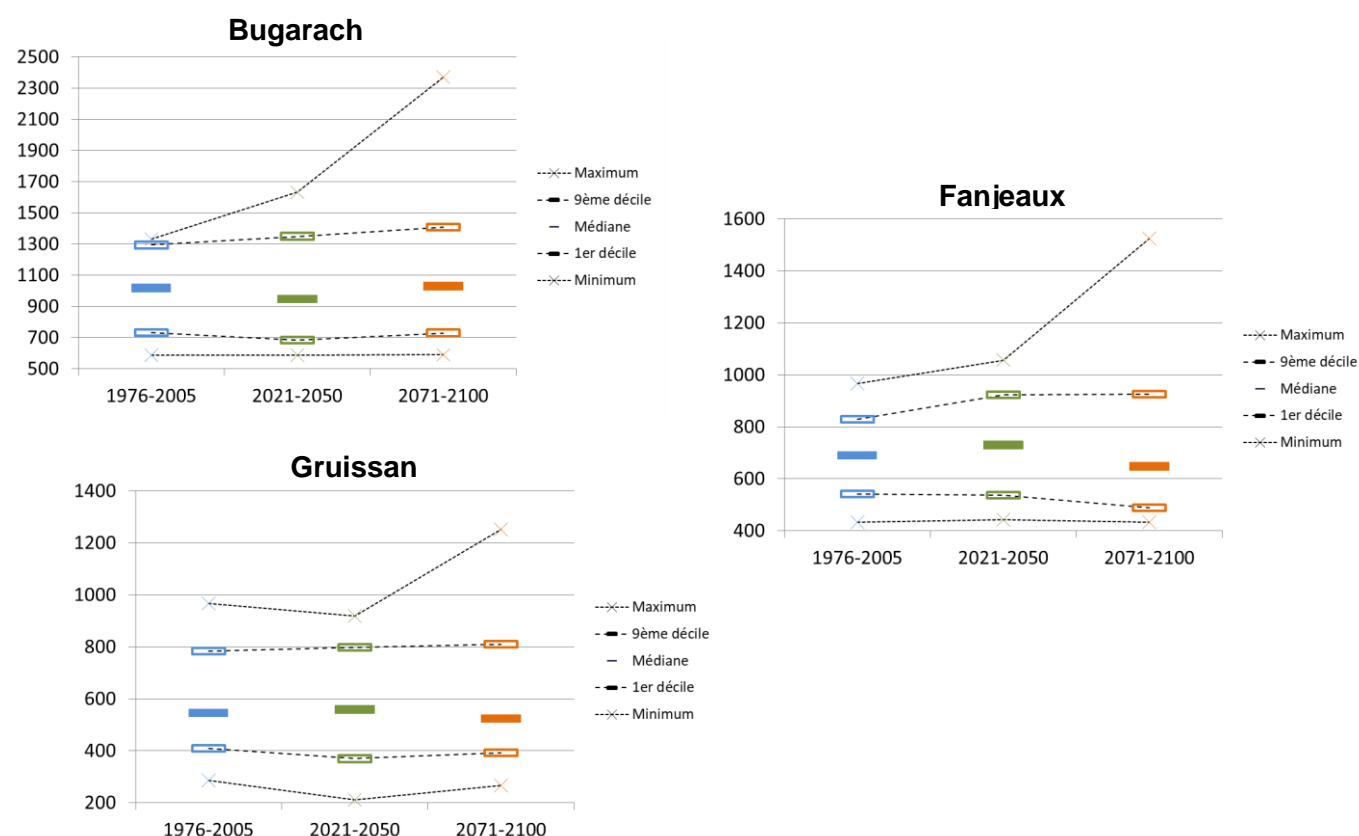 Bugarach
2500
2300
2100
1900
1700
1500
1300
1100
900
700
500
1976-2005 2021-2050 2071-2100
Maximum
9ème décile
Médiane
1er décile
Minimum
Fanjeaux
1600
1400
1200
1000
800
600
400
1976-2005 2021-2050 2071-2100
Maximum
9ème décile
Médiane
1er décile
Minimum
Gruissan
1400
1200
1000
800
600
400
200
1976-2005 2021-2050 2071-2100
Maximum
9ème décile
Médiane
1er décile
Minimum